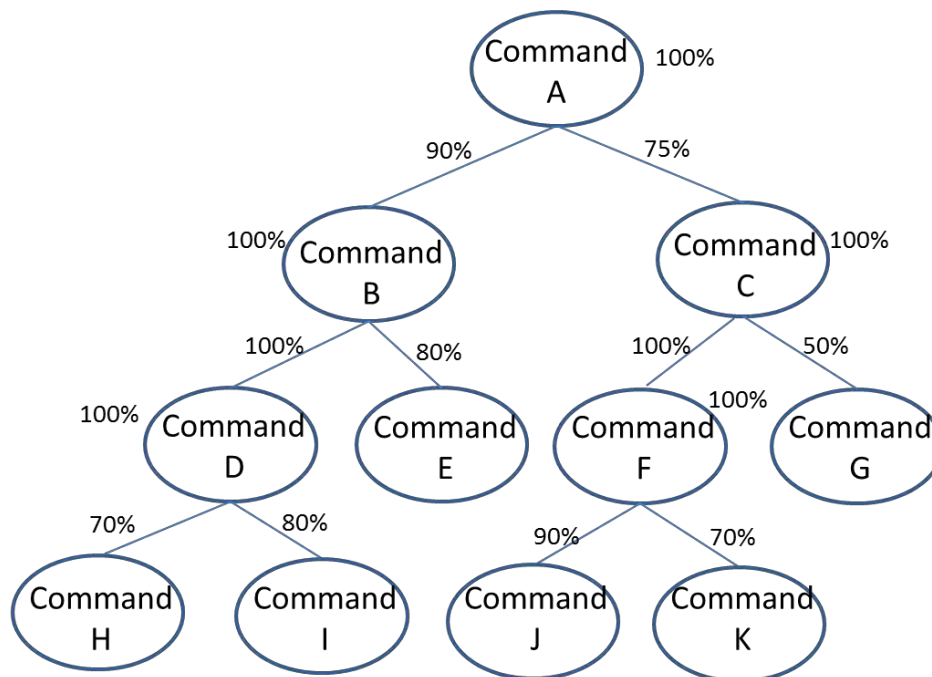 Command
A
100%
90%
75%
100%
Command
B
Command
C
100%
100%
80%
100%
50%
100%
Command
D
Command
E
Command
F
100%
Command
G
70%
80%
90%
70%
Command
H
Command
I
Command
J
Command
K